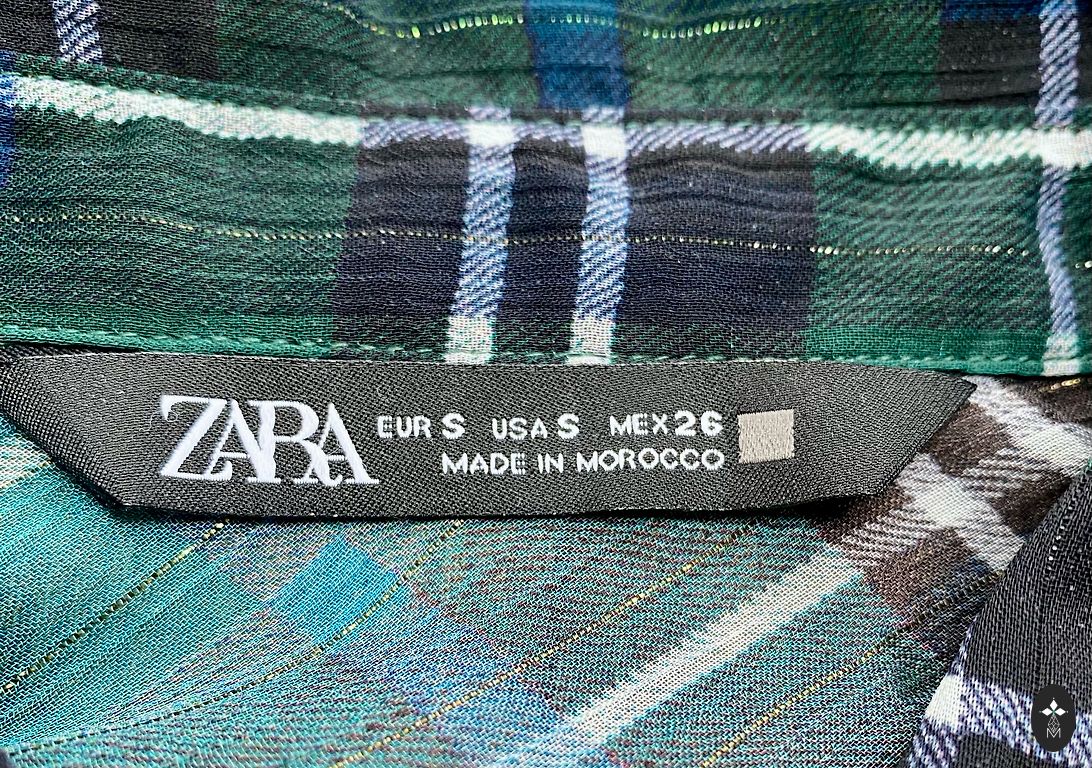 ZARA EUR S USA S MEX 26
MADE IN MOROCCO
M